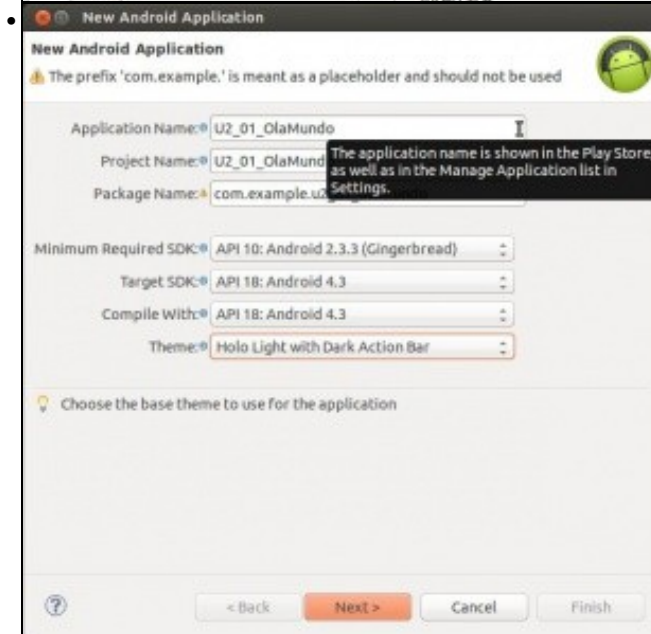 New Android Application
New Android Application
The prefix 'com.example.' is meant as a placeholder and should not be used
Application Name: U2_01_OlaMundo
Project Name: U2_01_OlaMund
The application name is shown in the Play Store,
as well as in the Manage Application list in
Settings.
Package Name: com.example.u2
Minimum Required SDK: API 10: Android 2.3.3 (Gingerbread)
Target SDK: API 18: Android 4.3
Compile With: API 18: Android 4.3
Theme: Holo Light with Dark Action Bar
Choose the base theme to use for the application
?
< Back
Next >
Cancel
Finish